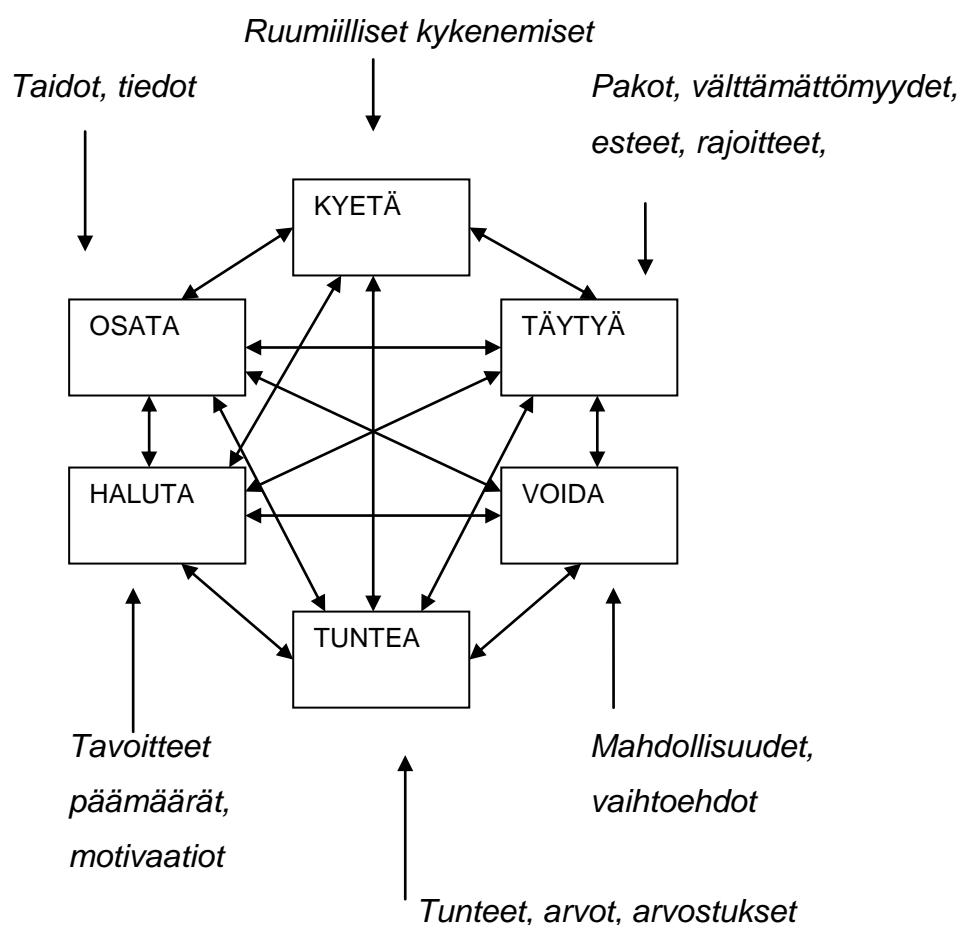 Ruumiilliset kykenemiset
Taidot, tiedot
Pakot, välttämättömyydet,
esteet, rajoitteet,
KYETÄ
OSATA
TÄYTYÄ
HALUTA
VOIDA
TUNTEA
Tavoitteet
päämäärät,
motivaatiot
Mahdollisuudet,
vaihtoehdot
Tunteet, arvot, arvostukset